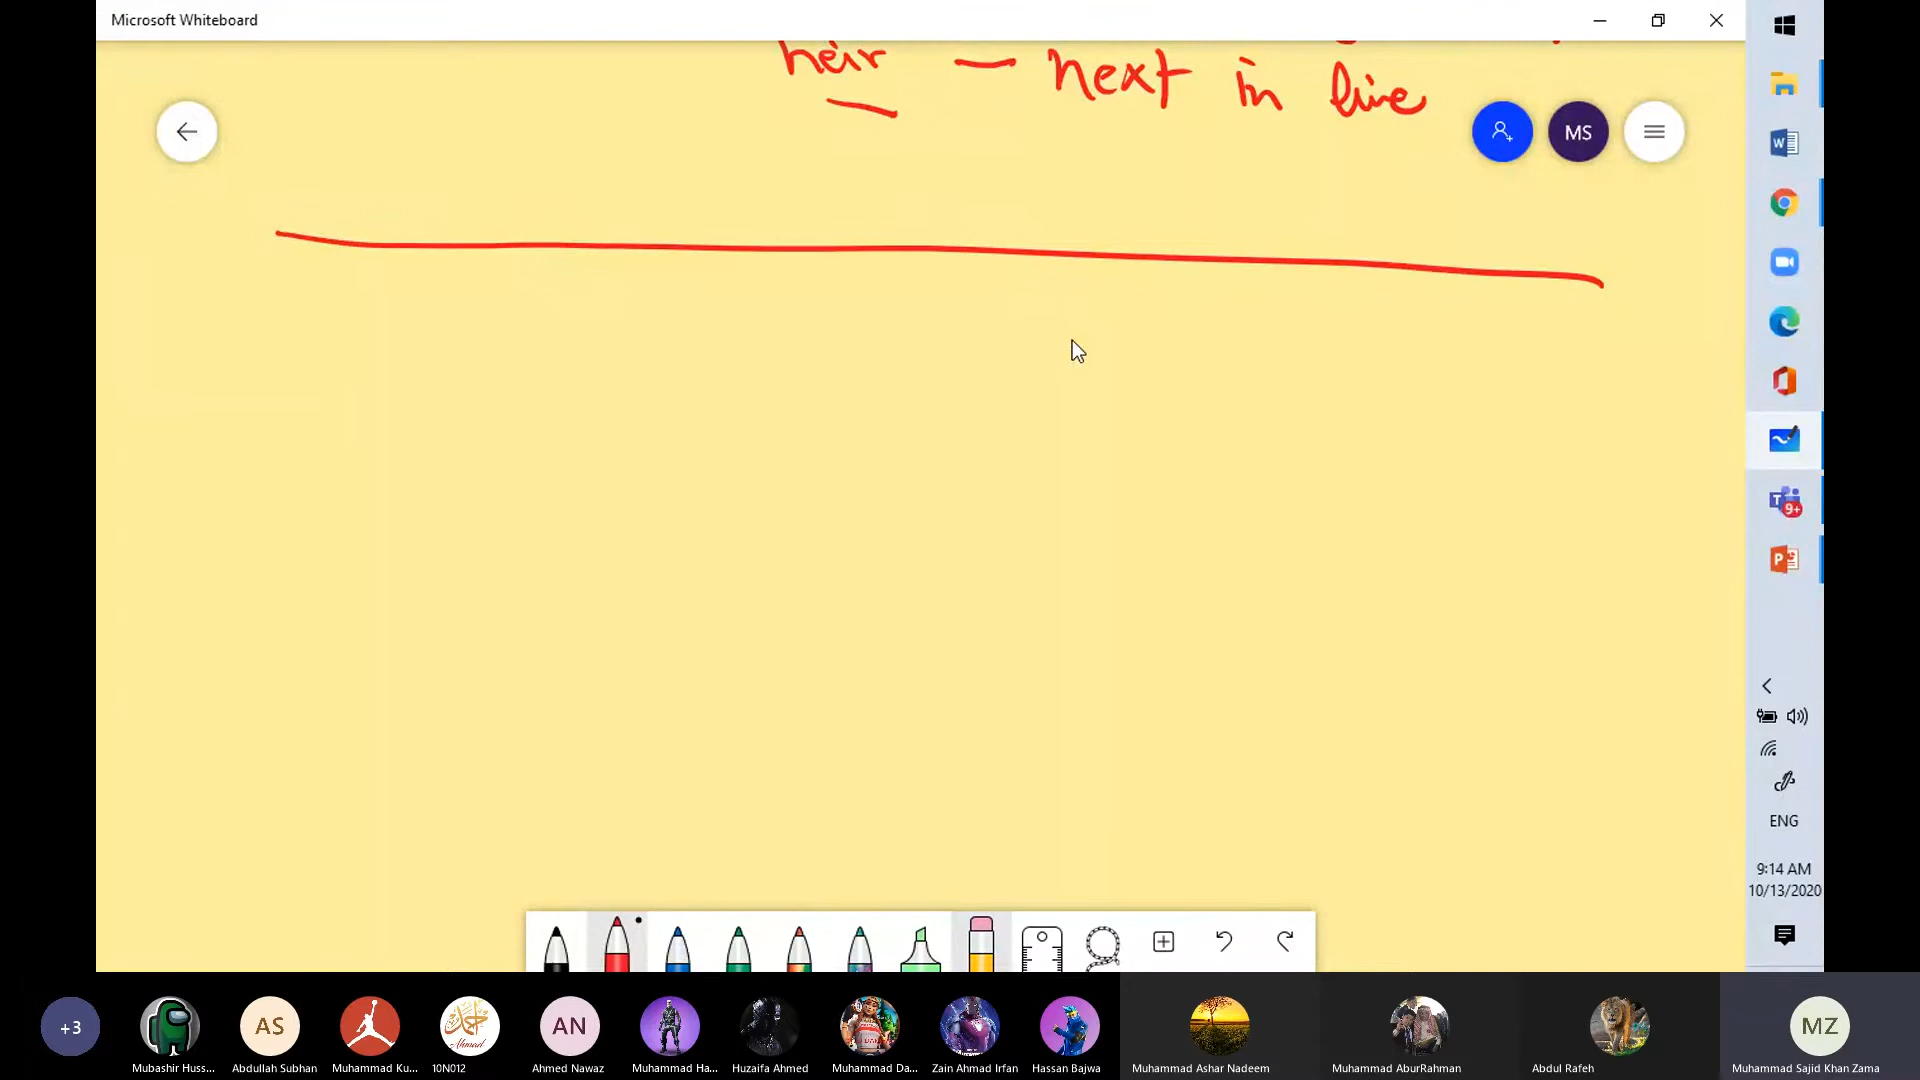 Microsoft Whiteboard
heir — next in line
MS
9+
ENG
9:14 AM
10/13/2020
+3
AS
AN
MZ
Mubashir Huss...
Abdullah Subhan
Muhammad Ku...
10N012
Ahmed Nawaz
Muhammad Ha...
Huzaifa Ahmed
Muhammad Da...
Zain Ahmad Irfan
Hassan Bajwa
Muhammad Ashar Nadeem
Muhammad AburRahman
Abdul Rafeh
Muhammad Sajid Khan Zama